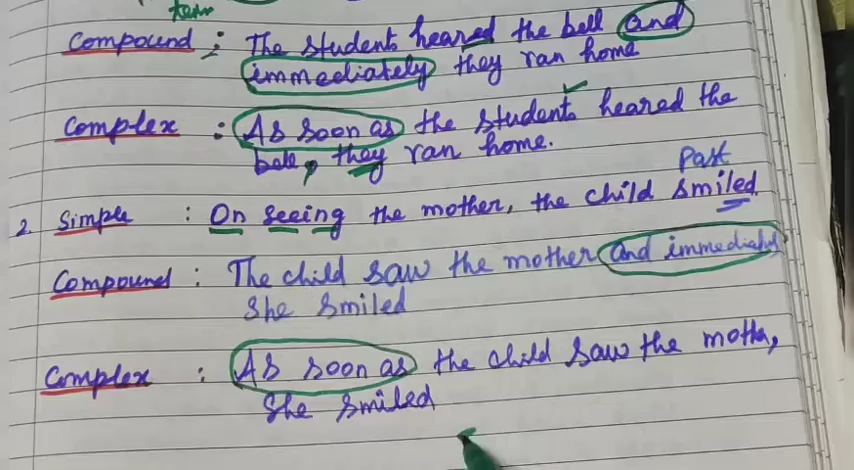 tense
Compound : The students heared the bell and
immediately they ran home
Complex : As soon as the students heared the
bell, they ran home.
Past
2. Simple : On seeing the mother, the child smiled.
Compound : The child saw the mother and immediately
She smiled
Complex : As soon as the child saw the mother,
She smiled